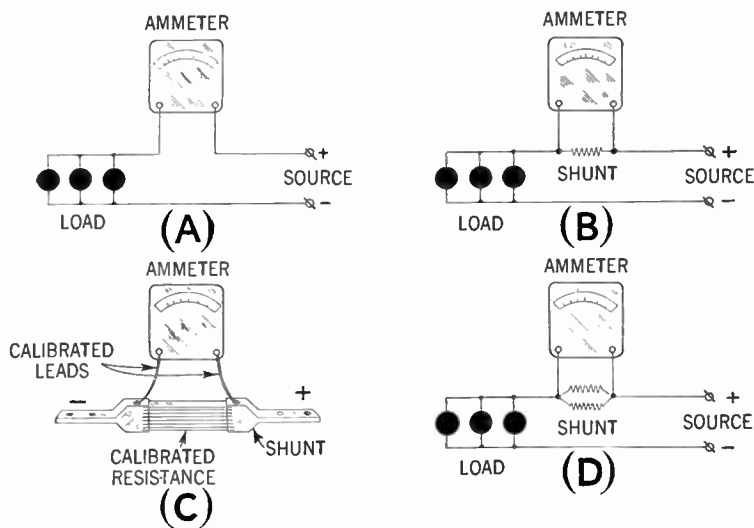 AMMETER
+
SOURCE
-
LOAD
(A)
AMMETER
+
SHUNT
SOURCE
-
LOAD
(B)
AMMETER
CALIBRATED
LEADS
-
+
SHUNT
CALIBRATED
RESISTANCE
(C)
AMMETER
+
SHUNT
SOURCE
-
LOAD
(D)